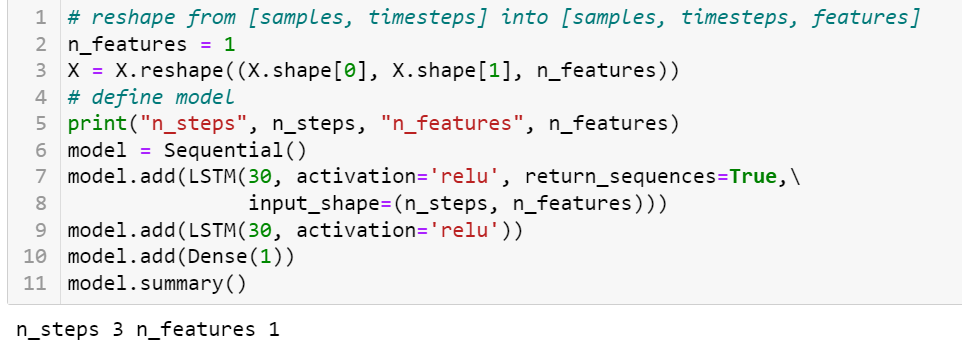 1 # reshape from [samples, timesteps] into [samples, timesteps, features]
2 n_features = 1
3 X = X.reshape((X.shape[0], X.shape[1], n_features))
4 # define model
5 print("n_steps", n_steps, "n_features", n_features)
6 model = Sequential()
7 model.add(LSTM(30, activation='relu', return_sequences=True,\
8                input_shape=(n_steps, n_features)))
9 model.add(LSTM(30, activation='relu'))
10 model.add(Dense(1))
11 model.summary()
n_steps 3 n_features 1